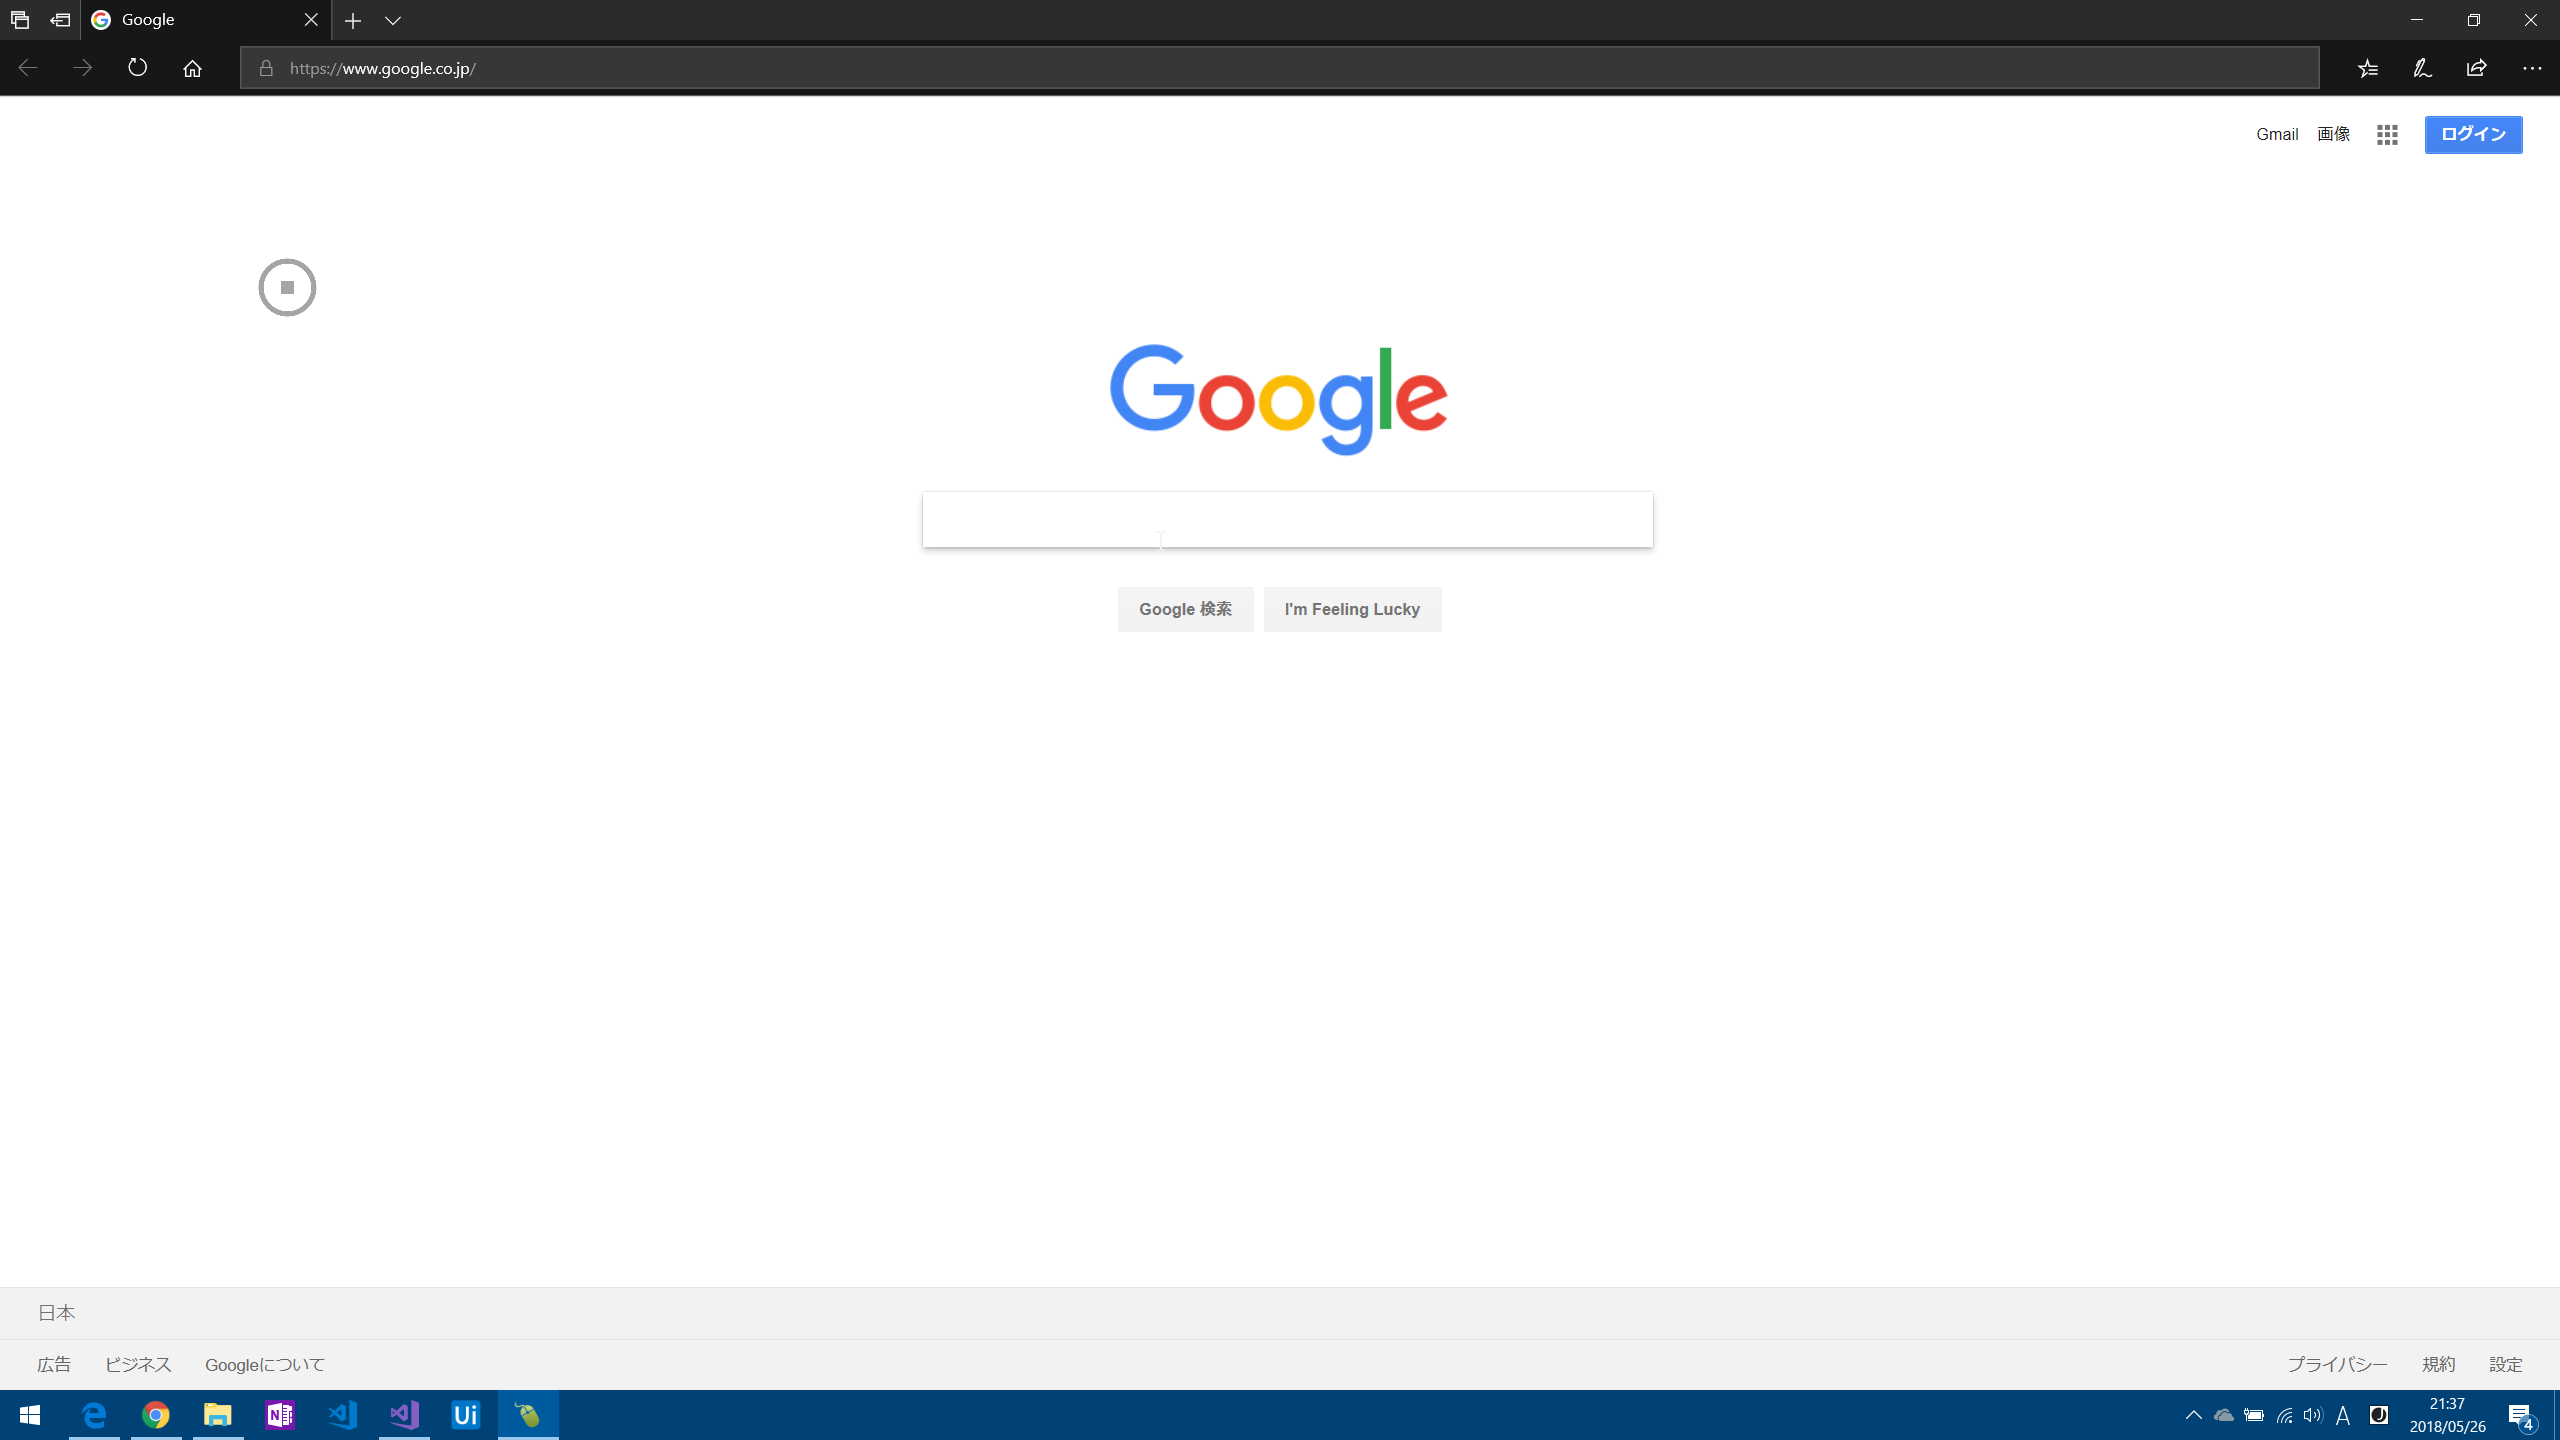 Google
https://www.google.co.jp/
Gmail 画像 ログイン
Google
Google 検索 I'm Feeling Lucky
日本
広告 ビジネス Googleについて プライバシー 規約 設定
N
Ui
A
J
21:37
2018/05/26
4